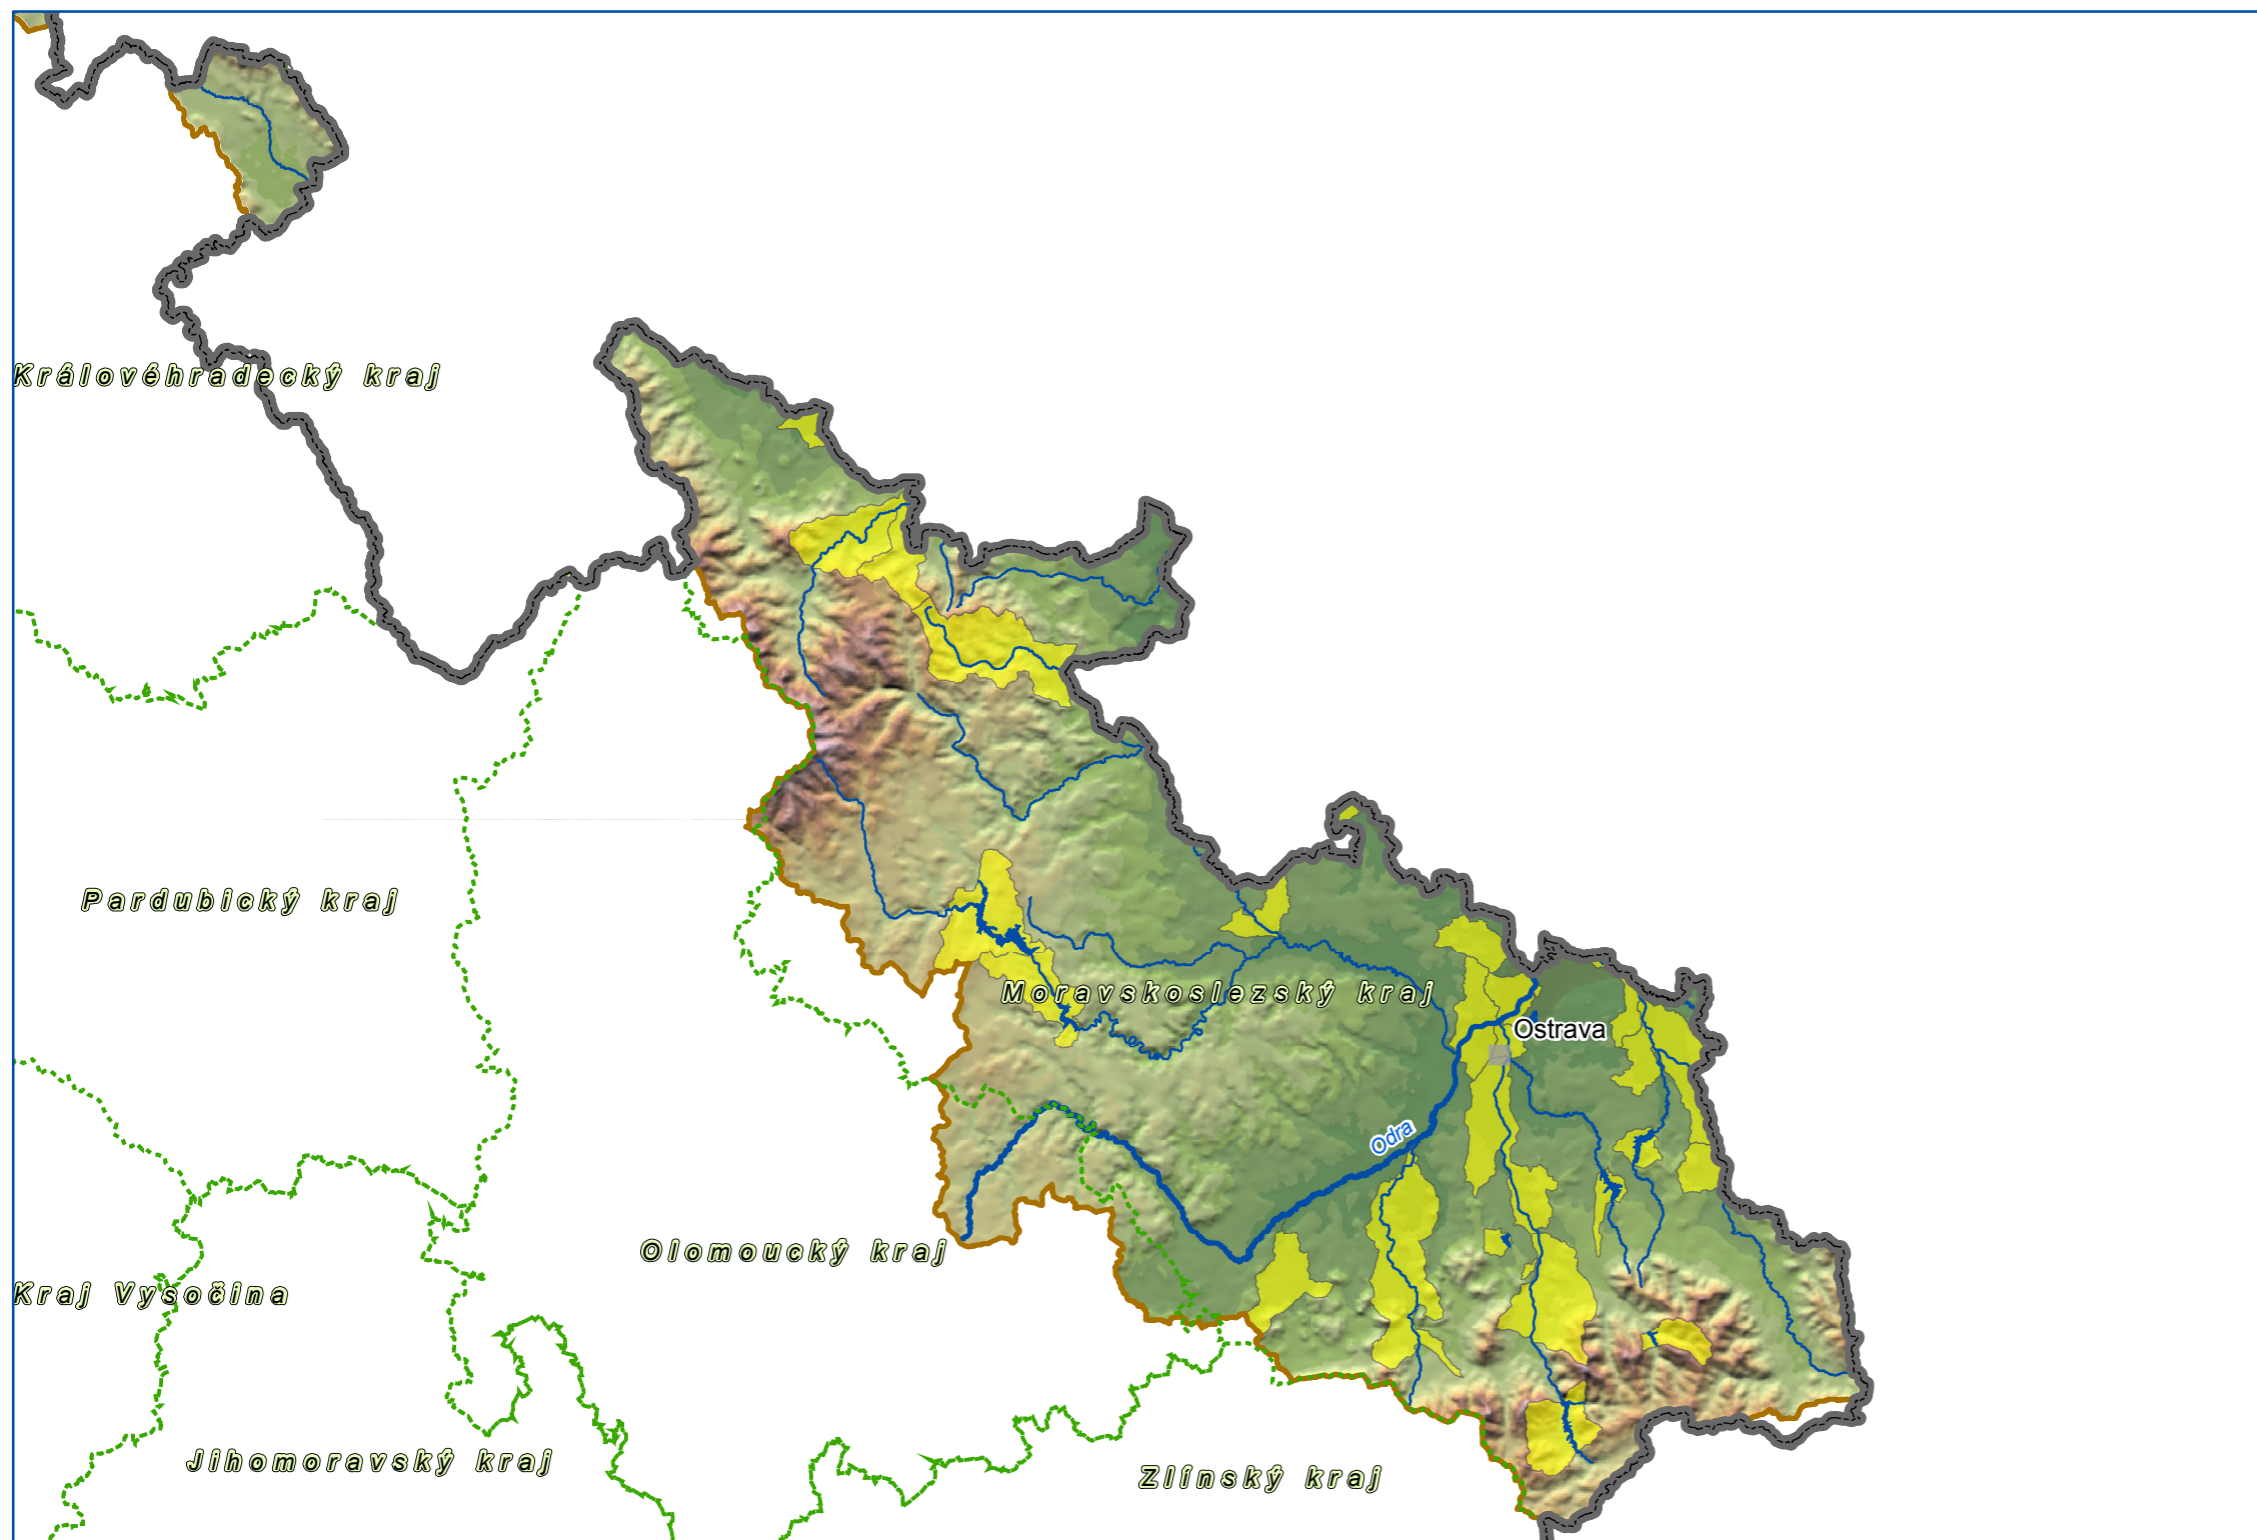 Královéhradecký kraj
Pardubický kraj
Moravskoslezský kraj
Ostrava
Odra
Olomoucký kraj
Kraj Vysočina
Jihomoravský kraj
Zlínský kraj